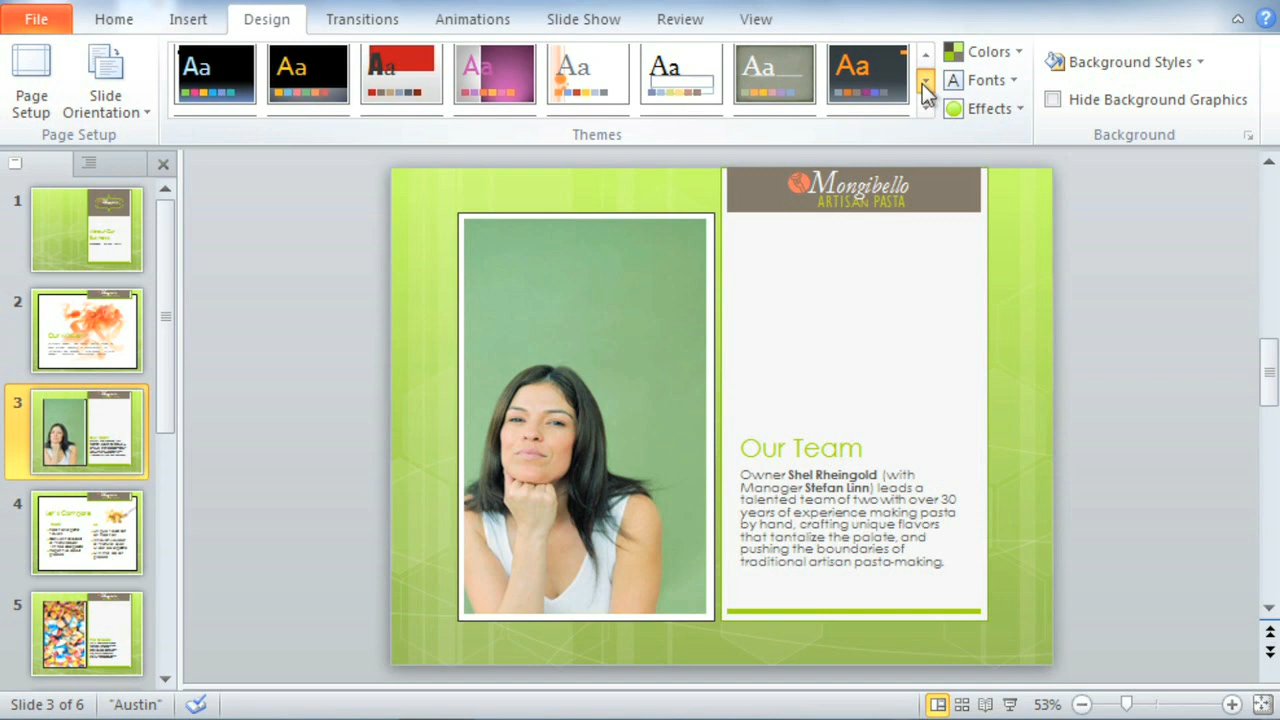 File Home Insert Design Transitions Animations Slide Show Review View
Aa Aa Aa Aa Aa Aa Aa Aa
Colors
Fonts
Effects
Background Styles
Hide Background Graphics
Page Setup
Slide Orientation
Page Setup Themes Background
1
2
3
4
5
Mongibello
ARTISAN PASTA
Our Team
Owner Shel Rheingold (with
Manager Stefan Linn) leads a
talented team of two with over 30
years of experience making pasta
by hand, crafting unique flavors
that tantalize the palate, and
pushing the boundaries of
traditional artisan pasta-making.
Slide 3 of 6 "Austin" 53%